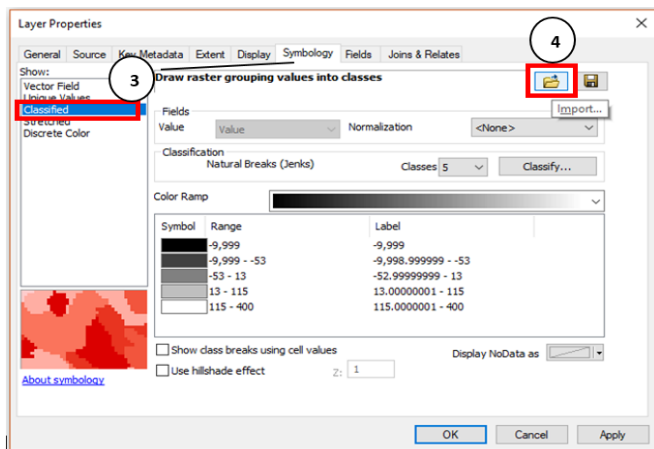 Layer Properties
General Source Key Metadata Extent Display Symbology Fields Joins & Relates
4
3
Show:
Vector Field
Unique Values
Classified
Stretched
Discrete Color
Draw raster grouping values into classes
Import...
Fields
Value Value Normalization <None>
Classification
Natural Breaks (Jenks) Classes 5 Classify...
Color Ramp
Symbol Range Label
-9,999 -9,999
-9,999 - -53 -9,998.999999 - -53
-53 - 13 -52.99999999 - 13
13 - 115 13.00000001 - 115
115 - 400 115.0000001 - 400
Show class breaks using cell values Display NoData as
Use hillshade effect Z: 1
About symbology
OK Cancel Apply